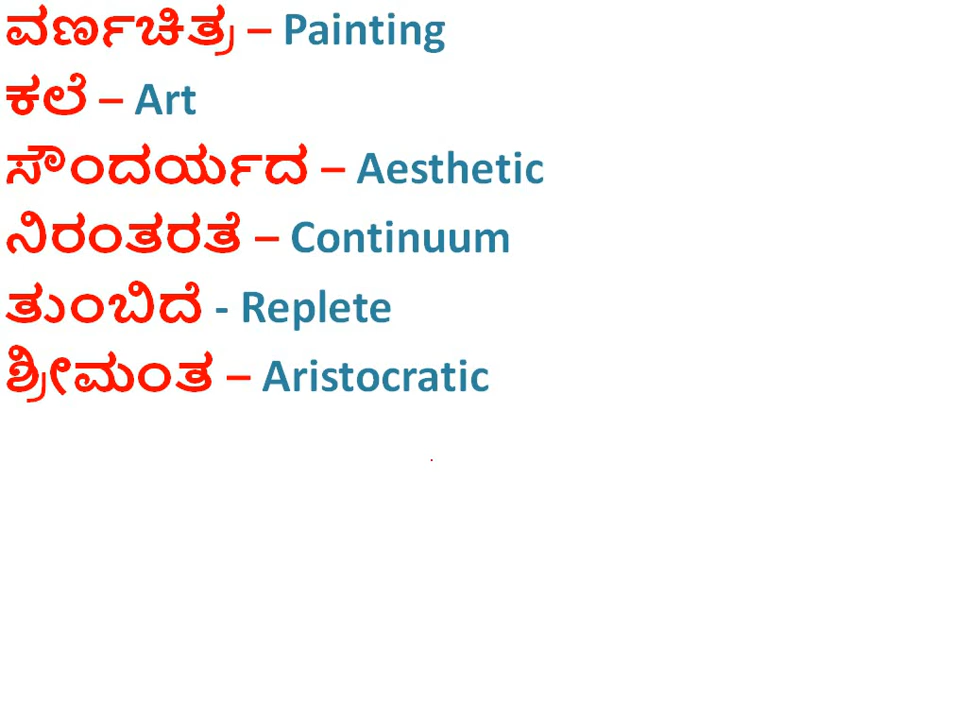 ವರ್ಣಚಿತ್ರ – Painting
ಕಲೆ – Art
ಸೌಂದರ್ಯದ – Aesthetic
ನಿರಂತರತೆ – Continuum
ತುಂಬಿದೆ - Replete
ಶ್ರೀಮಂತ – Aristocratic